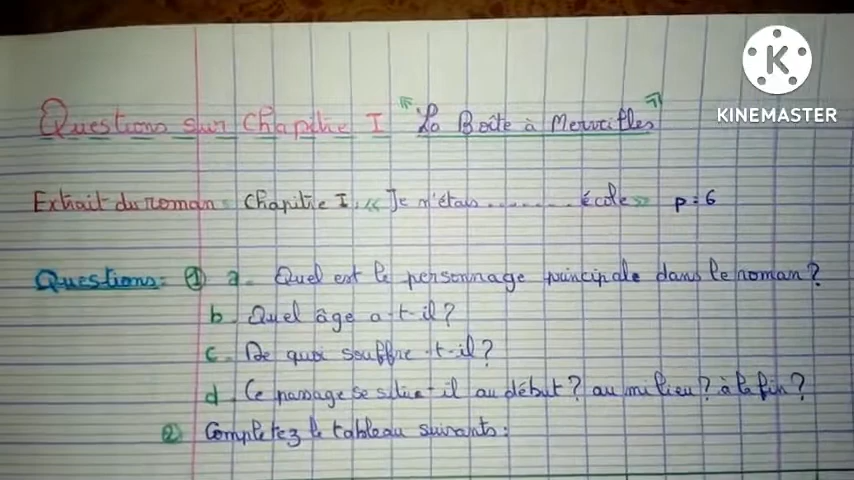 KINEMASTER
Questions sur Chapitre I "La Boîte à Merveilles"
Extrait du roman: Chapitre I, << Je n'étais ........ école >> p:6
Questions: ① a. Quel est le personnage principale dans le roman?
b. Quel âge a-t-il?
c. De quoi souffre-t-il?
d. Ce passage se situe-il au début? au milieu? à la fin?
② Complétez le tableau suivants: